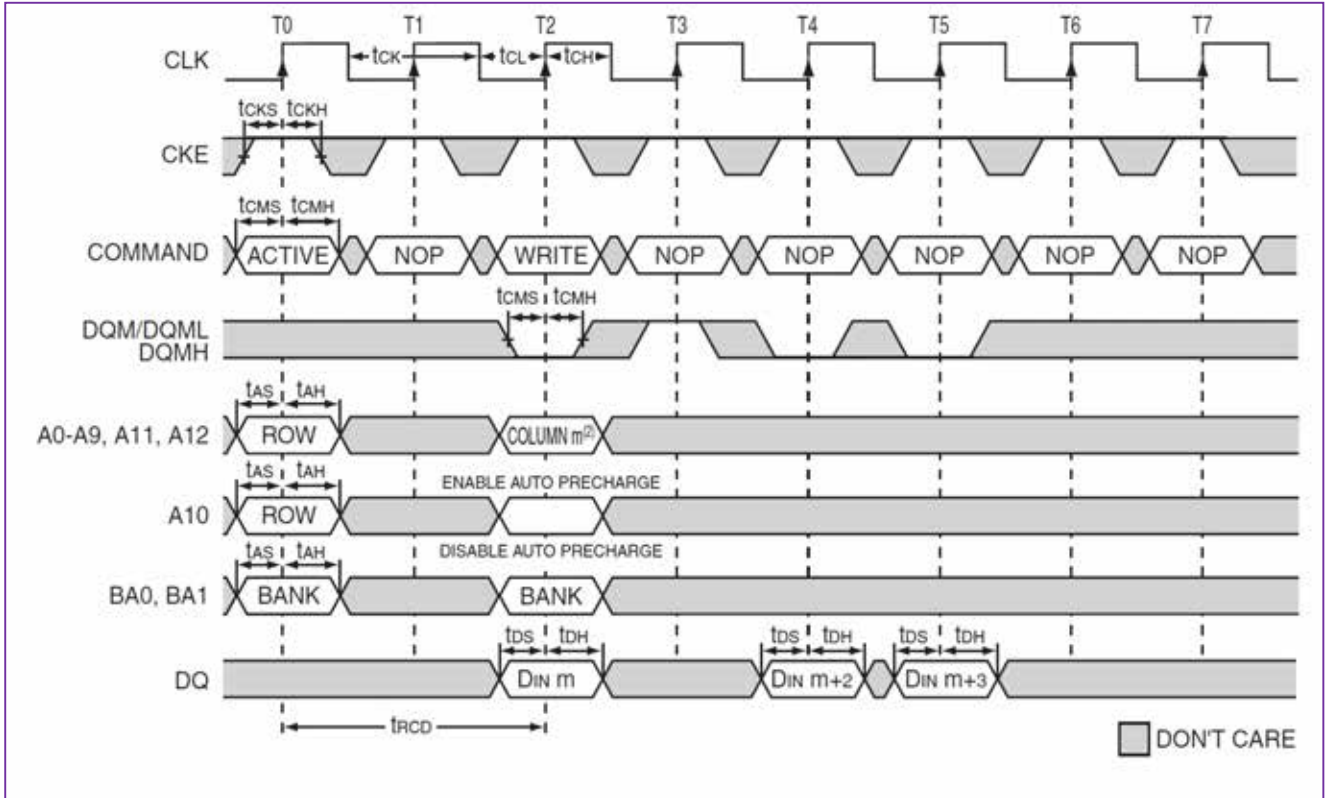 T0 T1 T2 T3 T4 T5 T6 T7
CLK tCK tCL tCH
tCKS tCKH
CKE
tCMS tCMH
COMMAND ACTIVE NOP WRITE NOP NOP NOP NOP NOP
tCMS tCMH
DQM/DQML
DQMH
tAS tAH
A0-A9, A11, A12 ROW COLUMN m(2)
tAS tAH ENABLE AUTO PRECHARGE
A10 ROW
tAS tAH DISABLE AUTO PRECHARGE
BA0, BA1 BANK BANK
tDS tDH tDS tDH tDS tDH
DQ DIN m DIN m+2 DIN m+3
tRCD
DON'T CARE